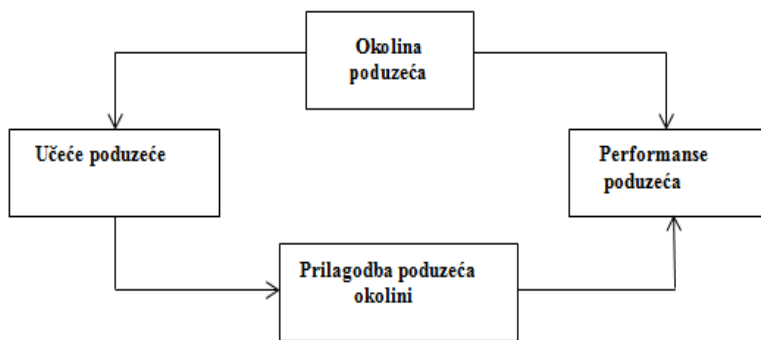 Okolina
poduzeća
Učeće poduzeće
Performanse
poduzeća
Prilagodba poduzeća
okolini